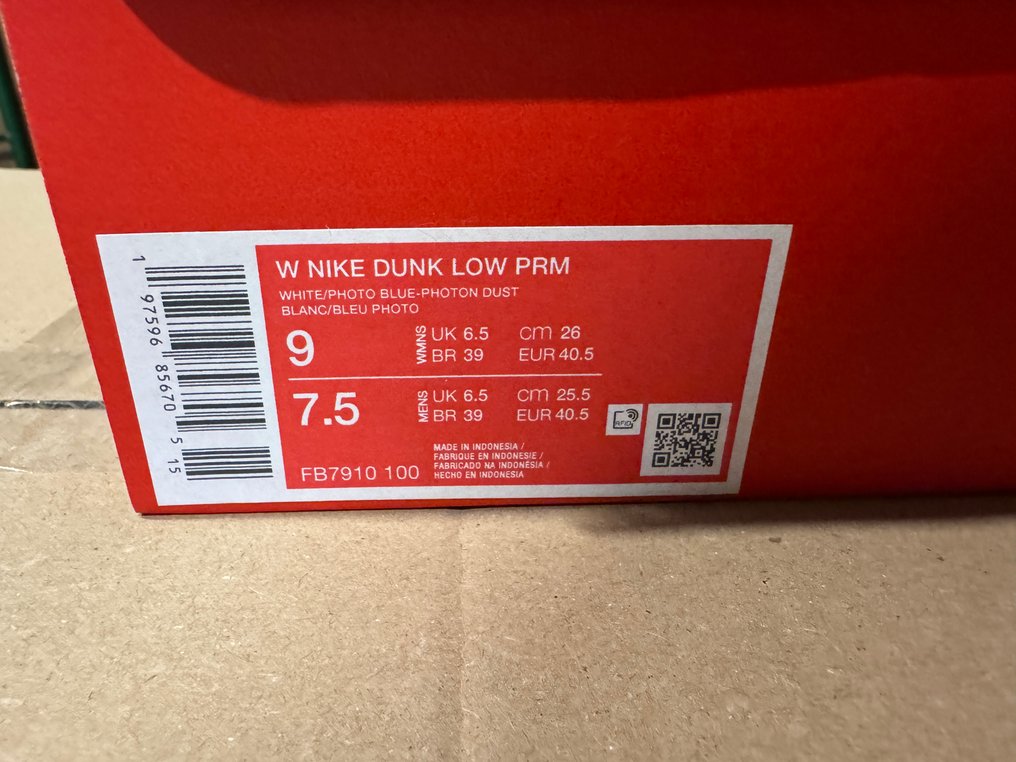 W NIKE DUNK LOW PRM
WHITE/PHOTO BLUE-PHOTON DUST
BLANC/BLEU PHOTO
9 WMNS UK 6.5 cm 26
BR 39 EUR 40.5
7.5 MENS UK 6.5 cm 25.5
BR 39 EUR 40.5
RFID
FB7910 100
MADE IN INDONESIA /
FABRIQUE EN INDONESIE /
FABRICADO NA INDONÉSIA /
HECHO EN INDONESIA
1 97596 85670 5 15